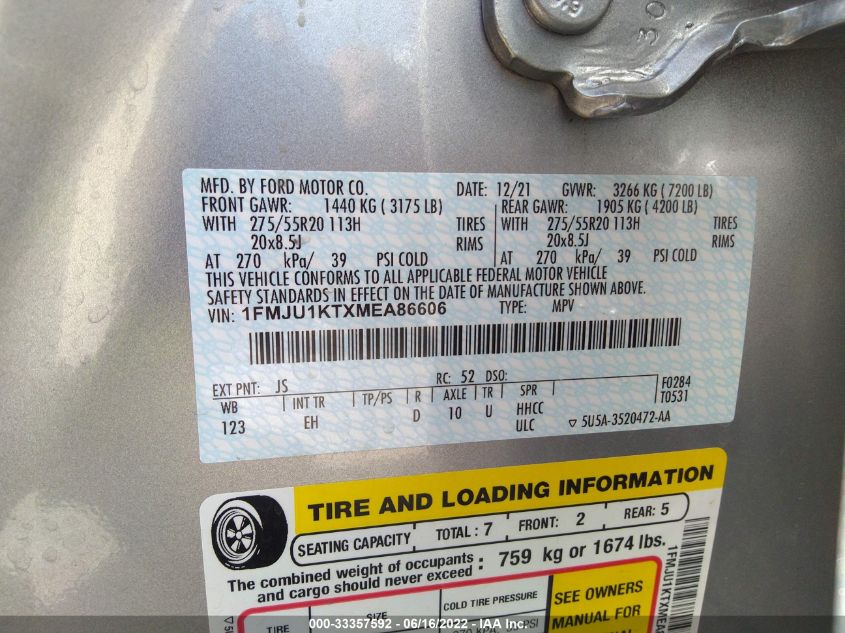 30
MFD. BY FORD MOTOR CO. DATE: 12/21 GVWR: 3266 KG ( 7200 LB)
FRONT GAWR: 1440 KG ( 3175 LB) REAR GAWR: 1905 KG ( 4200 LB)
WITH 275/55R20 113H TIRES WITH 275/55R20 113H TIRES
20x8.5J RIMS 20x8.5J RIMS
AT 270 kPa/ 39 PSI COLD AT 270 kPa/ 39 PSI COLD
THIS VEHICLE CONFORMS TO ALL APPLICABLE FEDERAL MOTOR VEHICLE
SAFETY STANDARDS IN EFFECT ON THE DATE OF MANUFACTURE SHOWN ABOVE.
VIN: 1FMJU1KTXMEA86606 TYPE: MPV
EXT PNT: JS RC: 52 DSO: F0284
WB INT TR TP/PS R AXLE TR SPR T0531
123 EH D 10 U HHCC
ULC ▽ 5U5A-3520472-AA
TIRE AND LOADING INFORMATION
SEATING CAPACITY TOTAL : 7 FRONT: 2 REAR: 5
The combined weight of occupants
and cargo should never exceed : 759 kg or 1674 lbs.
TIRE SIZE COLD TIRE PRESSURE SEE OWNERS
MANUAL FOR
1FMJU1KTXMEA
000-33357592 - 06/16/2022 - IAAI Inc.